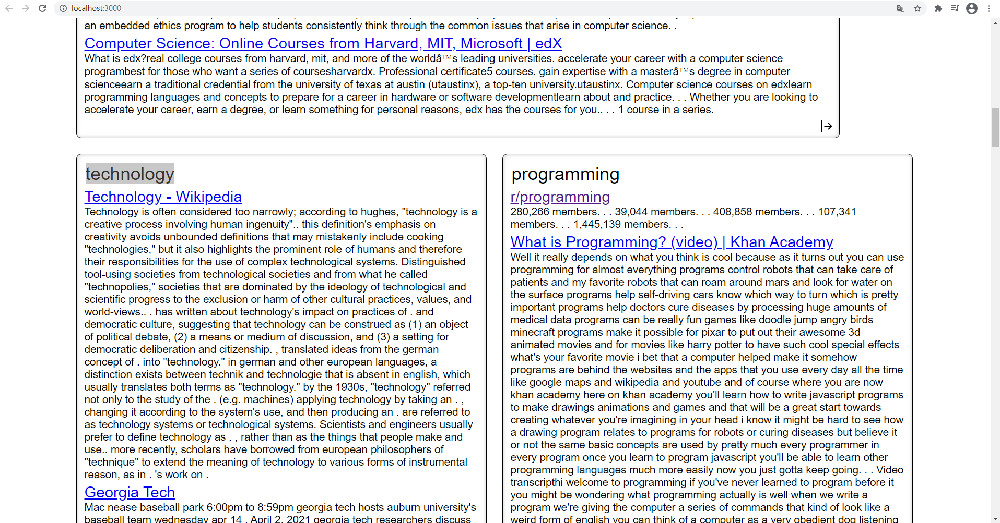 localhost:3000
an embedded ethics program to help students consistently think through the common issues that arise in computer science. .
Computer Science: Online Courses from Harvard, MIT, Microsoft | edX
What is edx?real college courses from harvard, mit, and more of the worldâ™s leading universities. accelerate your career with a computer science
programbest for those who want a series of coursesharvardx. Professional certificate5 courses. gain expertise with a masterâ™s degree in computer
scienceearn a traditional credential from the university of texas at austin (utaustinx), a top-ten university.utaustinx. Computer science courses on edxlearn
programming languages and concepts to prepare for a career in hardware or software developmentlearn about and practice. . . Whether you are looking to
accelerate your career, earn a degree, or learn something for personal reasons, edx has the courses for you.. . . 1 course in a series.
technology
Technology - Wikipedia
Technology is often considered too narrowly; according to hughes, "technology is a
creative process involving human ingenuity".. this definition's emphasis on
creativity avoids unbounded definitions that may mistakenly include cooking
"technologies," but it also highlights the prominent role of humans and therefore
their responsibilities for the use of complex technological systems. Distinguished
tool-using societies from technological societies and from what he called
"technopolies," societies that are dominated by the ideology of technological and
scientific progress to the exclusion or harm of other cultural practices, values, and
world-views.. . has written about technology's impact on practices of . and
democratic culture, suggesting that technology can be construed as (1) an object
of political debate, (2) a means or medium of discussion, and (3) a setting for
democratic deliberation and citizenship. , translated ideas from the german
concept of . into "technology." in german and other european languages, a
distinction exists between technik and technologie that is absent in english, which
usually translates both terms as "technology." by the 1930s, "technology" referred
not only to the study of the . (e.g. machines) applying technology by taking an . ,
changing it according to the system's use, and then producing an . are referred to
as technology systems or technological systems. Scientists and engineers usually
prefer to define technology as . , rather than as the things that people make and
use.. more recently, scholars have borrowed from european philosophers of
"technique" to extend the meaning of technology to various forms of instrumental
reason, as in . 's work on .
Georgia Tech
Mac nease baseball park 6:00pm to 8:59pm georgia tech hosts auburn university's
baseball team wednesday apr 14 . April 2, 2021 georgia tech researchers discuss
programming
r/programming
280,266 members. . . 39,044 members. . . 408,858 members. . . 107,341
members. . . 1,445,139 members. . .
What is Programming? (video) | Khan Academy
Well it really depends on what you think is cool because as it turns out you can use
programming for almost everything programs control robots that can take care of
patients and my favorite robots that can roam around mars and look for water on
the surface programs help self-driving cars know which way to turn which is pretty
important programs help doctors cure diseases by processing huge amounts of
medical data programs can be really fun games like doodle jump angry birds
minecraft programs make it possible for pixar to put out their awesome 3d
animated movies and for movies like harry potter to have such cool special effects
what's your favorite movie i bet that a computer helped make it somehow
programs are behind the websites and the apps that you use every day all the time
like google maps and wikipedia and youtube and of course where you are now
khan academy here on khan academy you'll learn how to write javascript programs
to make drawings animations and games and that will be a great start towards
creating whatever you're imagining in your head i know it might be hard to see how
a drawing program relates to programs for robots or curing diseases but believe it
or not the same basic concepts are used by pretty much every programmer in
every program once you learn to program javascript you'll be able to learn other
programming languages much more easily now you just gotta keep going. . . Video
transcripthi welcome to programming if you've never learned to program before it
you might be wondering what programming actually is well when we write a
program we're giving the computer a series of commands that kind of look like a
weird form of english you can think of a computer as a very obedient dog listening